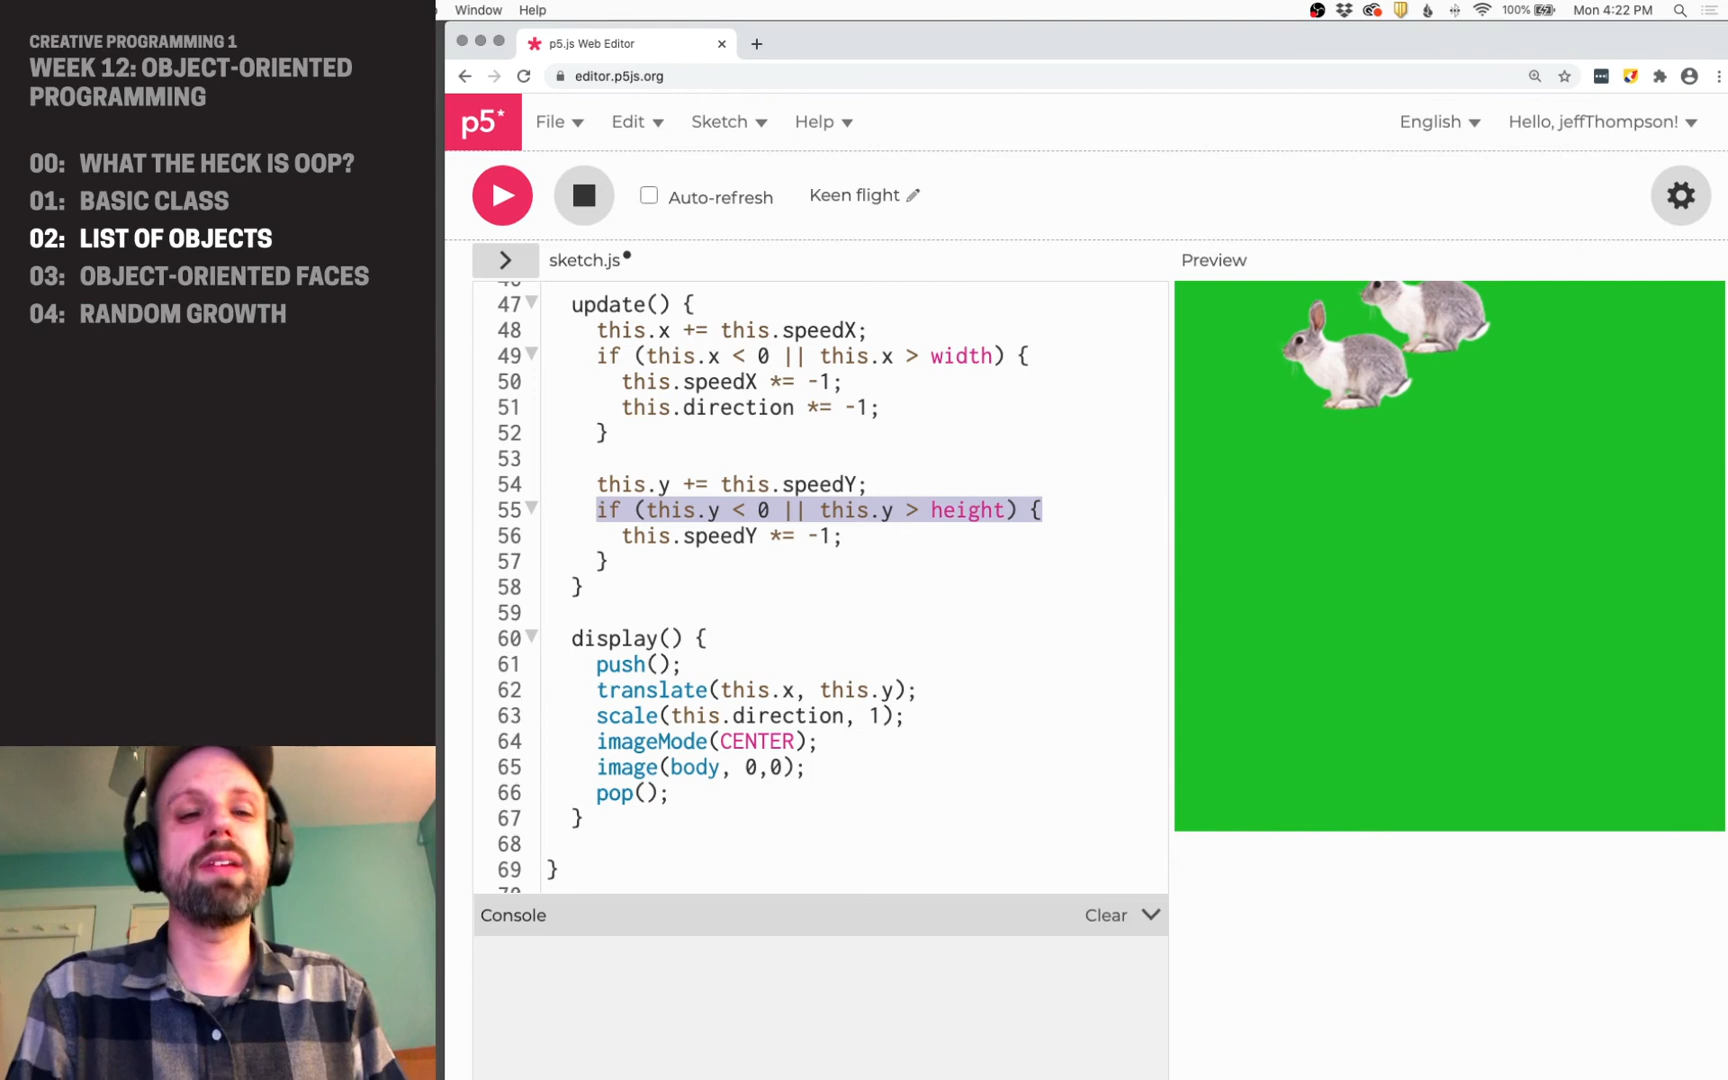 CREATIVE PROGRAMMING 1
WEEK 12: OBJECT-ORIENTED
PROGRAMMING
00: WHAT THE HECK IS OOP?
01: BASIC CLASS
02: LIST OF OBJECTS
03: OBJECT-ORIENTED FACES
04: RANDOM GROWTH
Window Help 100% Mon 4:22 PM
p5.js Web Editor
editor.p5js.org
p5* File Edit Sketch Help English Hello, jeffThompson!
Auto-refresh Keen flight
sketch.js
Preview
47 update() {
48 this.x += this.speedX;
49 if (this.x < 0 || this.x > width) {
50 this.speedX *= -1;
51 this.direction *= -1;
52 }
53
54 this.y += this.speedY;
55 if (this.y < 0 || this.y > height) {
56 this.speedY *= -1;
57 }
58 }
59
60 display() {
61 push();
62 translate(this.x, this.y);
63 scale(this.direction, 1);
64 imageMode(CENTER);
65 image(body, 0,0);
66 pop();
67 }
68
69 }
Console Clear